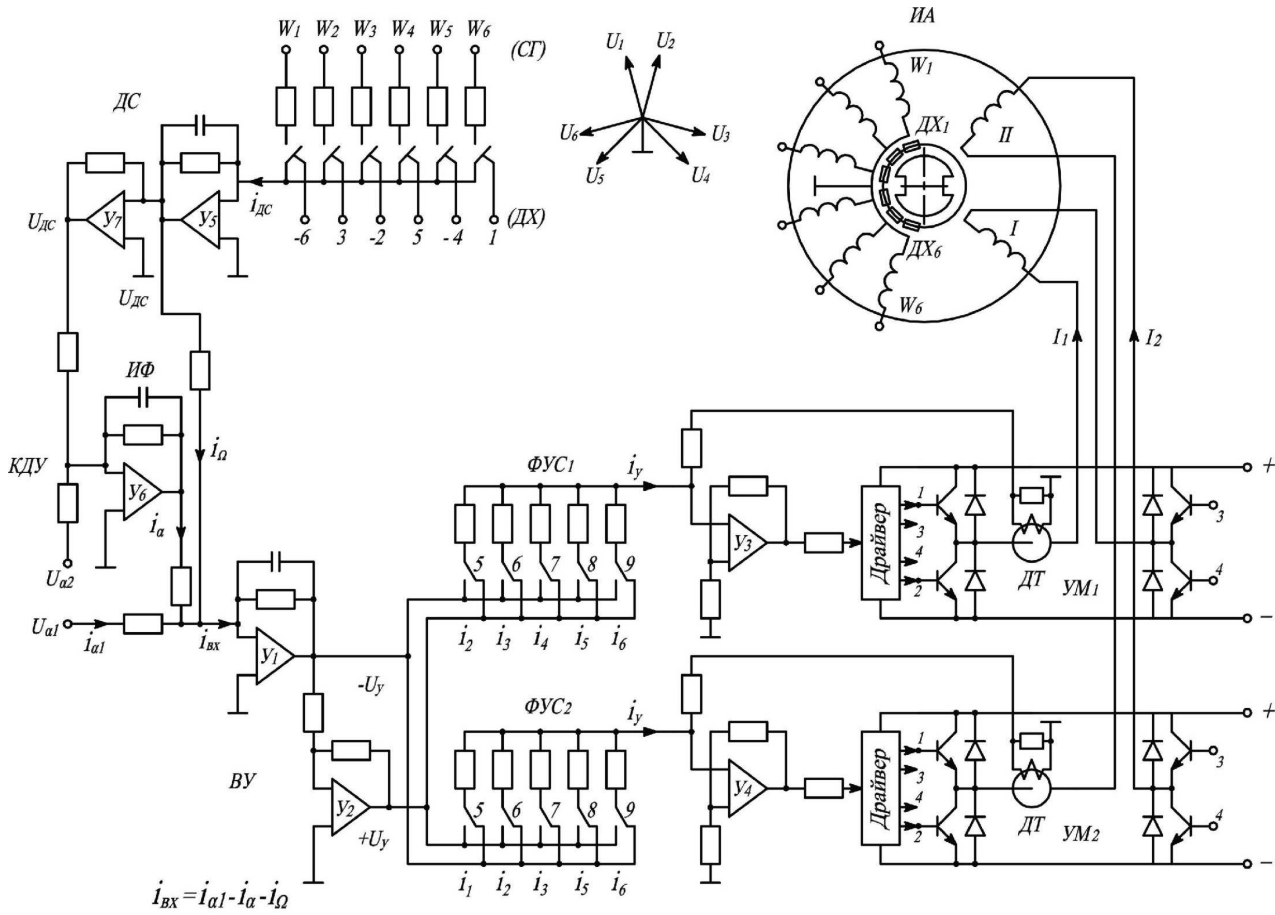 W1 W2 W3 W4 W5 W6
(СГ)
ДС
iДС
У7
У5
UДС
UДС
-6 3 -2 5 -4 1
(ДХ)
U1
U2
U3
U4
U5
U6
ИА
W1
ДХ1
II
I
ДХ6
W6
I1
I2
ИФ
iΩ
КДУ
У6
iα
Uα2
Uα1
iα1
iвх
У1
-Uу
ВУ
У2
+Uу
ФУС1
iу
5 6 7 8 9
i2 i3 i4 i5 i6
У3
Драйвер
1
3
4
2
ДТ
УМ1
3
4
+
−
ФУС2
iу
5 6 7 8 9
i1 i2 i3 i5 i6
У4
Драйвер
1
3
4
2
ДТ
УМ2
3
4
+
−
iвх=iα1-iα-iΩ